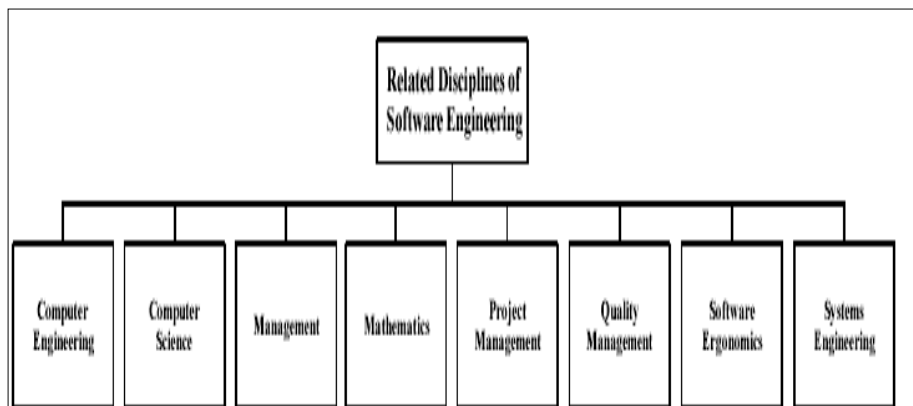 Related Disciplines of
Software Engineering
Computer
Engineering
Computer
Science
Management
Mathematics
Project
Management
Quality
Management
Software
Ergonomics
Systems
Engineering